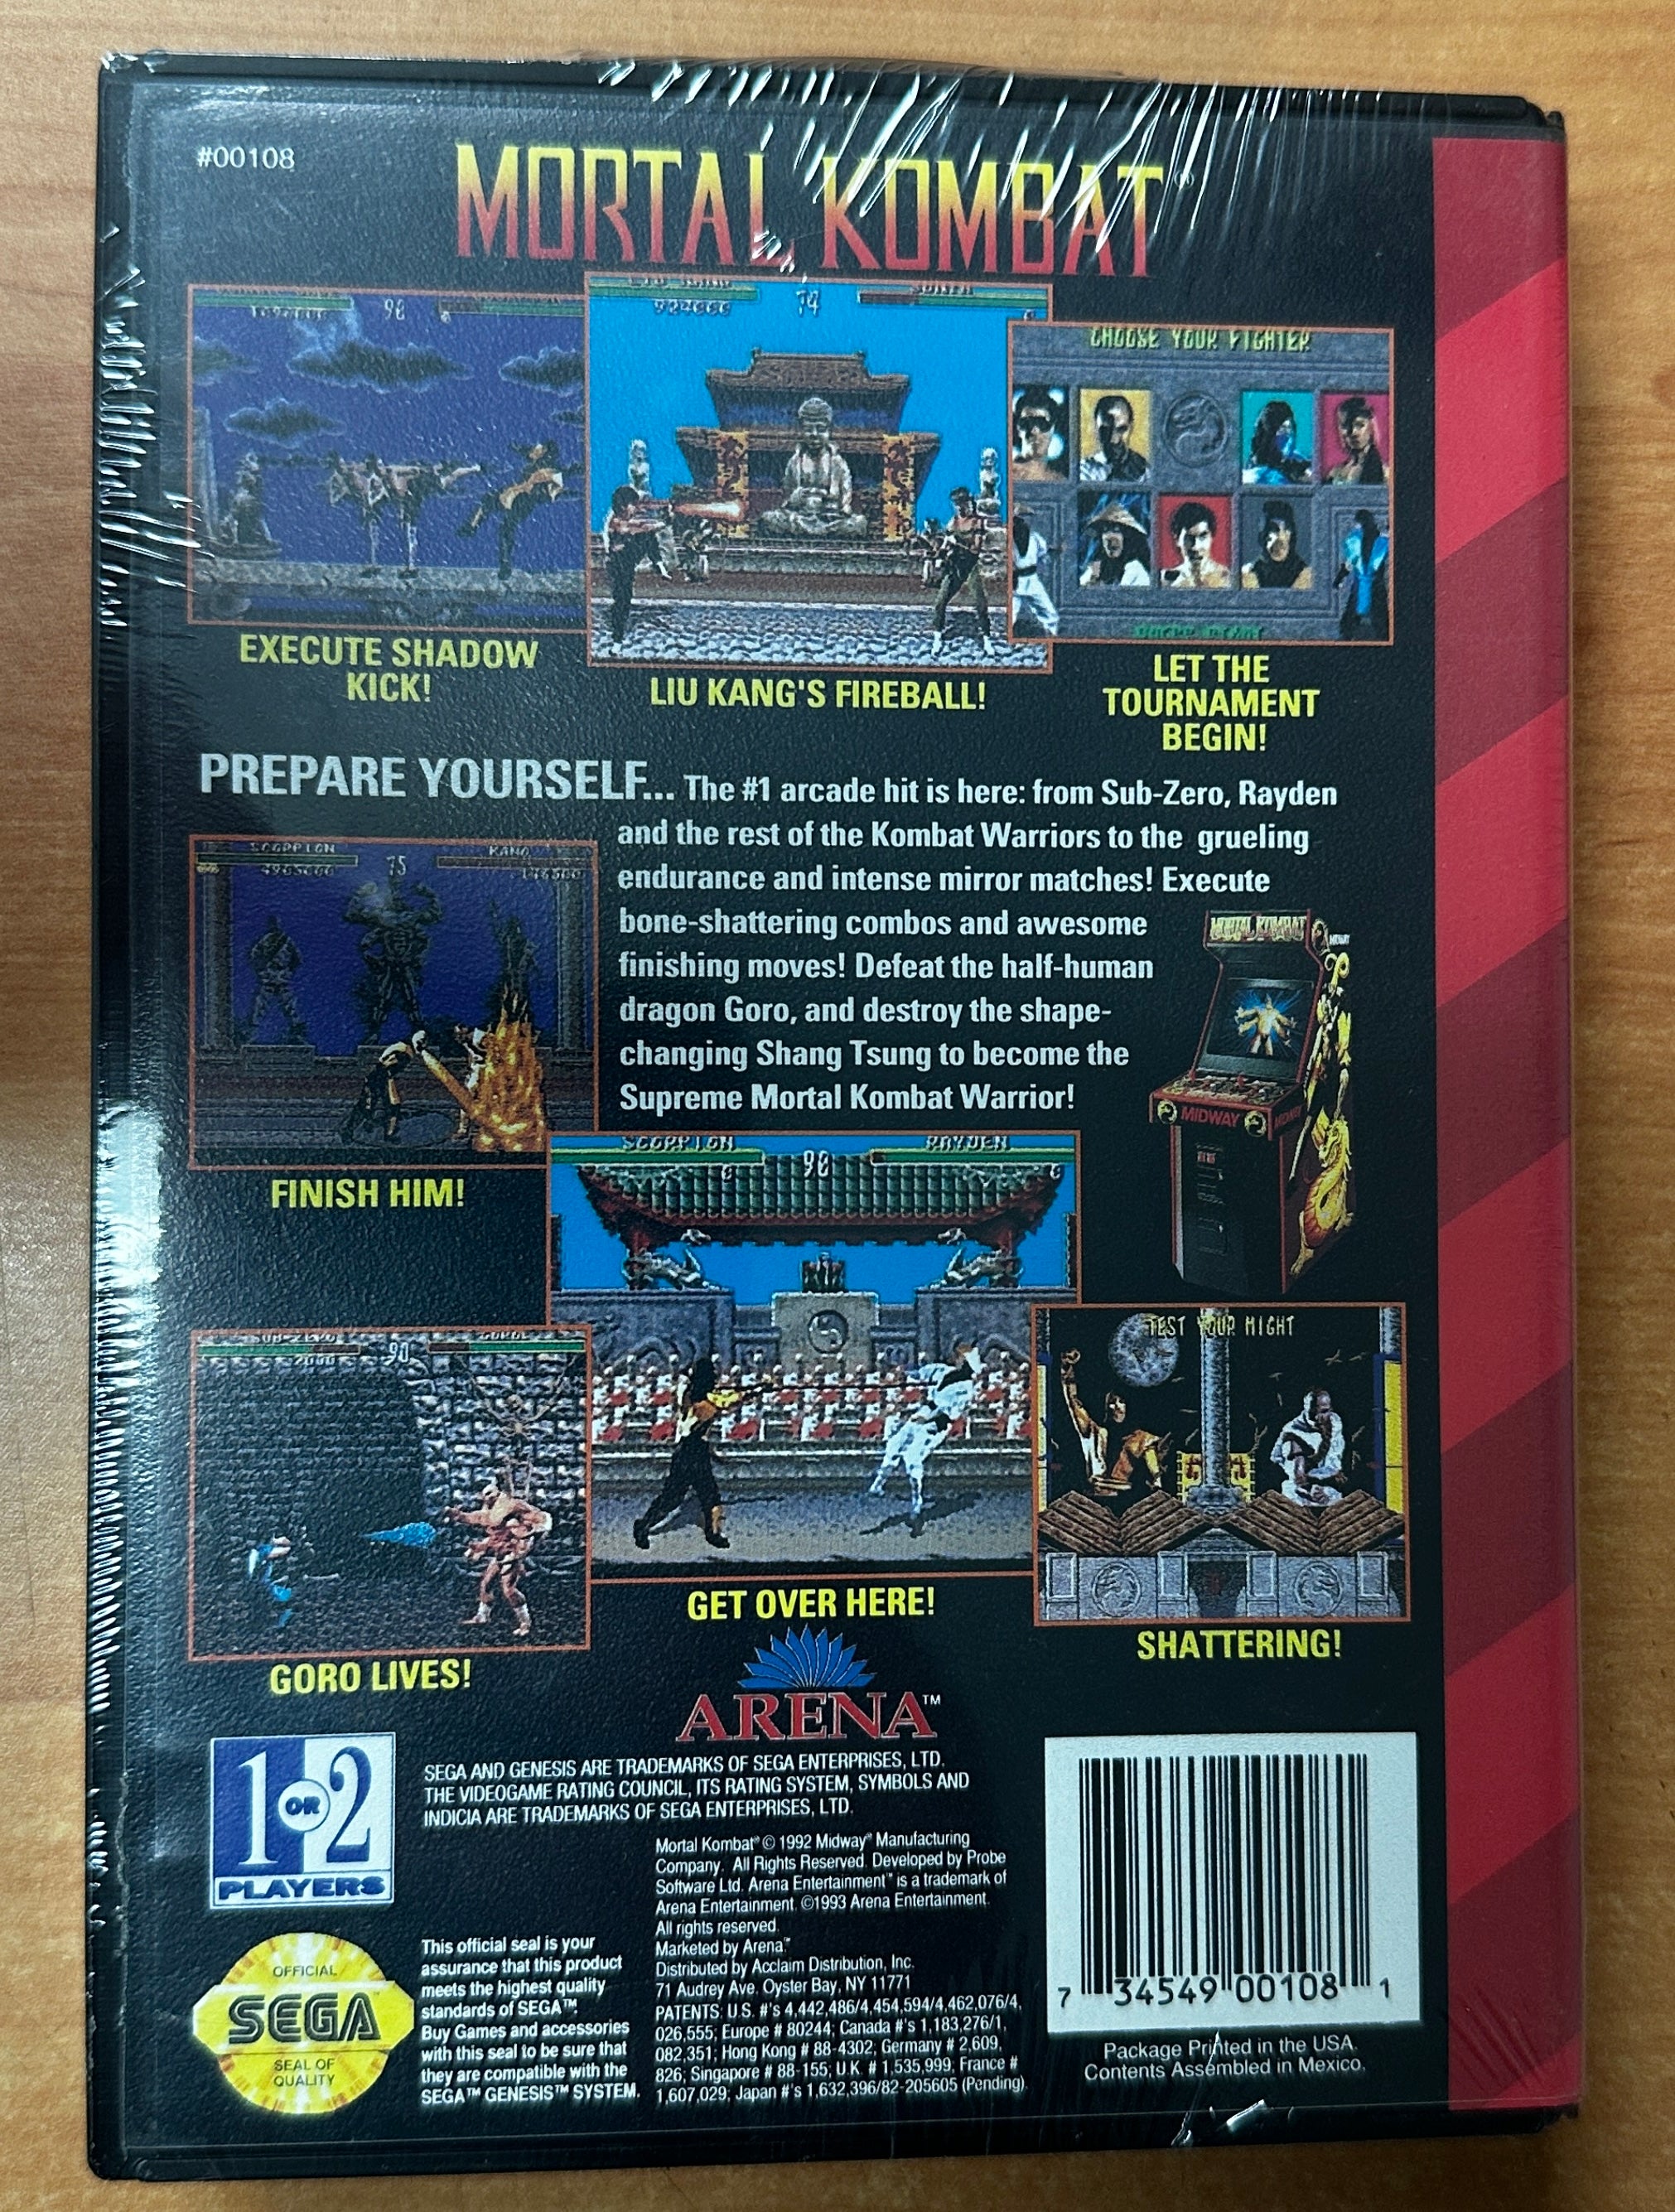 #00108
MORTAL KOMBAT®
98
74
CHOOSE YOUR FIGHTER
EXECUTE SHADOW
KICK!
LIU KANG'S FIREBALL!
LET THE
TOURNAMENT
BEGIN!
PREPARE YOURSELF... The #1 arcade hit is here: from Sub-Zero, Rayden
and the rest of the Kombat Warriors to the grueling
endurance and intense mirror matches! Execute
bone-shattering combos and awesome
finishing moves! Defeat the half-human
dragon Goro, and destroy the shape-
changing Shang Tsung to become the
Supreme Mortal Kombat Warrior!
SCORPION 75 KANO
MORTAL KOMBAT
MIDWAY
FINISH HIM!
SCORPION 98 RAYDEN
SUB-ZERO 90
TEST YOUR MIGHT
GET OVER HERE!
SHATTERING!
GORO LIVES!
ARENA™
1 OR 2
PLAYERS
SEGA AND GENESIS ARE TRADEMARKS OF SEGA ENTERPRISES, LTD.
THE VIDEOGAME RATING COUNCIL, ITS RATING SYSTEM, SYMBOLS AND
INDICIA ARE TRADEMARKS OF SEGA ENTERPRISES, LTD.
Mortal Kombat® © 1992 Midway® Manufacturing
Company. All Rights Reserved. Developed by Probe
Software Ltd. Arena Entertainment™ is a trademark of
Arena Entertainment. ©1993 Arena Entertainment.
All rights reserved.
Marketed by Arena™
Distributed by Acclaim Distribution, Inc.
71 Audrey Ave. Oyster Bay, NY 11771
PATENTS: U.S. #'s 4,442,486/4,454,594/4,462,076/4,
026,555; Europe # 80244; Canada #'s 1,183,276/1,
082,351; Hong Kong # 88-4302; Germany # 2,609,
826; Singapore # 88-155; U.K. # 1,535,999; France #
1,607,029; Japan #'s 1,632,396/82-205605 (Pending)
OFFICIAL
SEGA™
SEAL OF
QUALITY
This official seal is your
assurance that this product
meets the highest quality
standards of SEGA™.
Buy Games and accessories
with this seal to be sure that
they are compatible with the
SEGA™ GENESIS™ SYSTEM.
7 34549 00108 1
Package Printed in the USA.
Contents Assembled in Mexico.